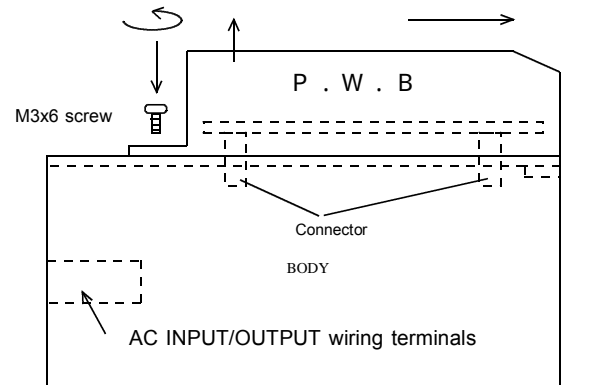 P . W . B
M3x6 screw
Connector
BODY
AC INPUT/OUTPUT wiring terminals